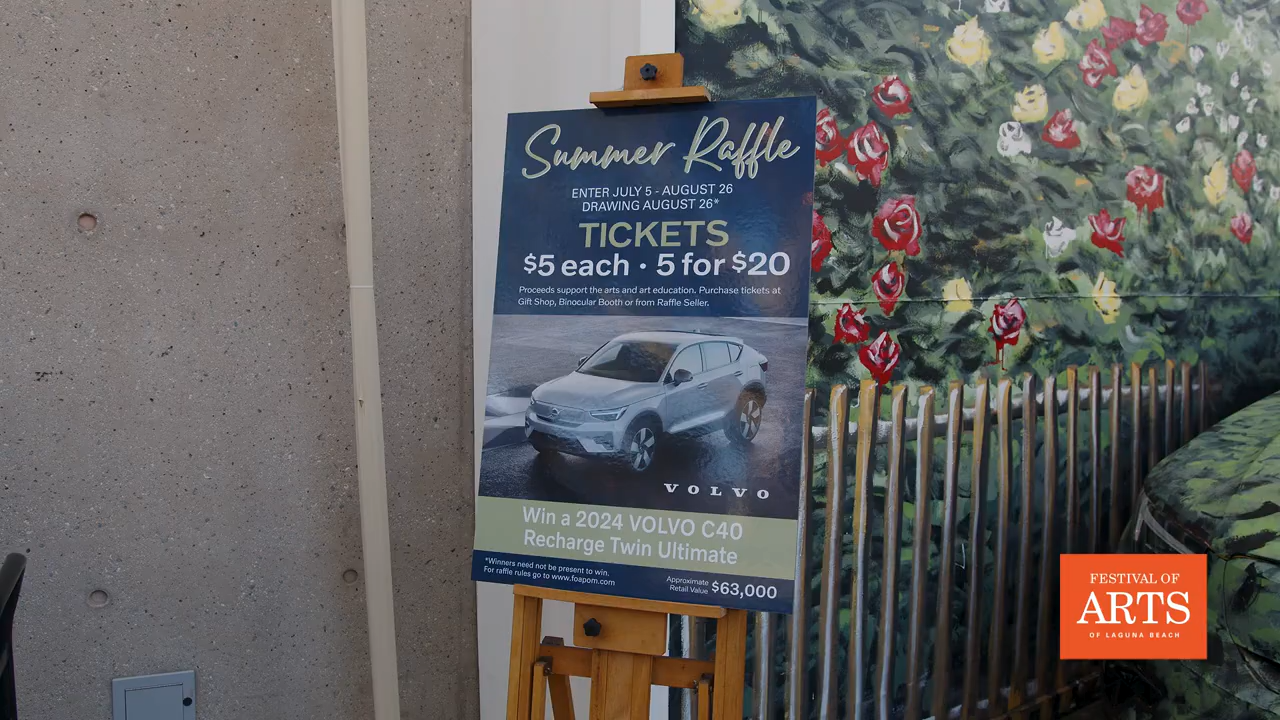 Summer Raffle
ENTER JULY 5 - AUGUST 26
DRAWING AUGUST 26*
TICKETS
$5 each · 5 for $20
Proceeds support the arts and art education. Purchase tickets at
Gift Shop, Binocular Booth or from Raffle Seller.
VOLVO
Win a 2024 VOLVO C40
Recharge Twin Ultimate
*Winners need not be present to win.
For raffle rules go to www.foapom.com
Approximate
Retail Value $63,000
FESTIVAL OF
ARTS
OF LAGUNA BEACH